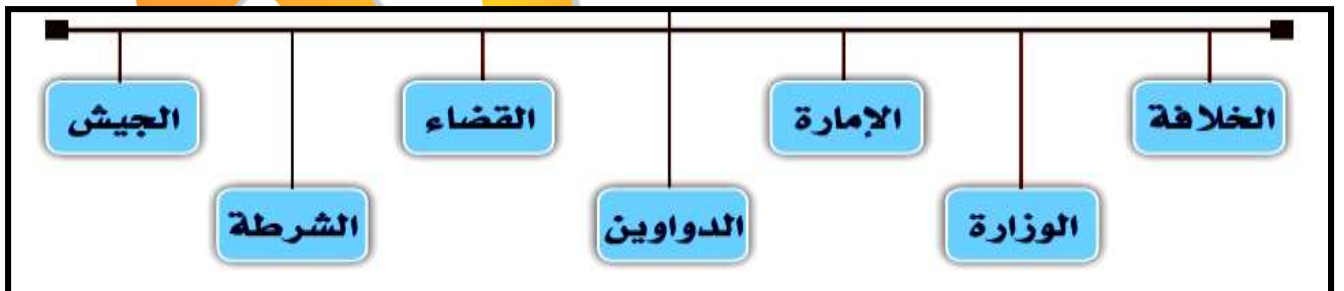 الخلافة
الوزارة
الإمارة
الدواوين
القضاء
الشرطة
الجيش